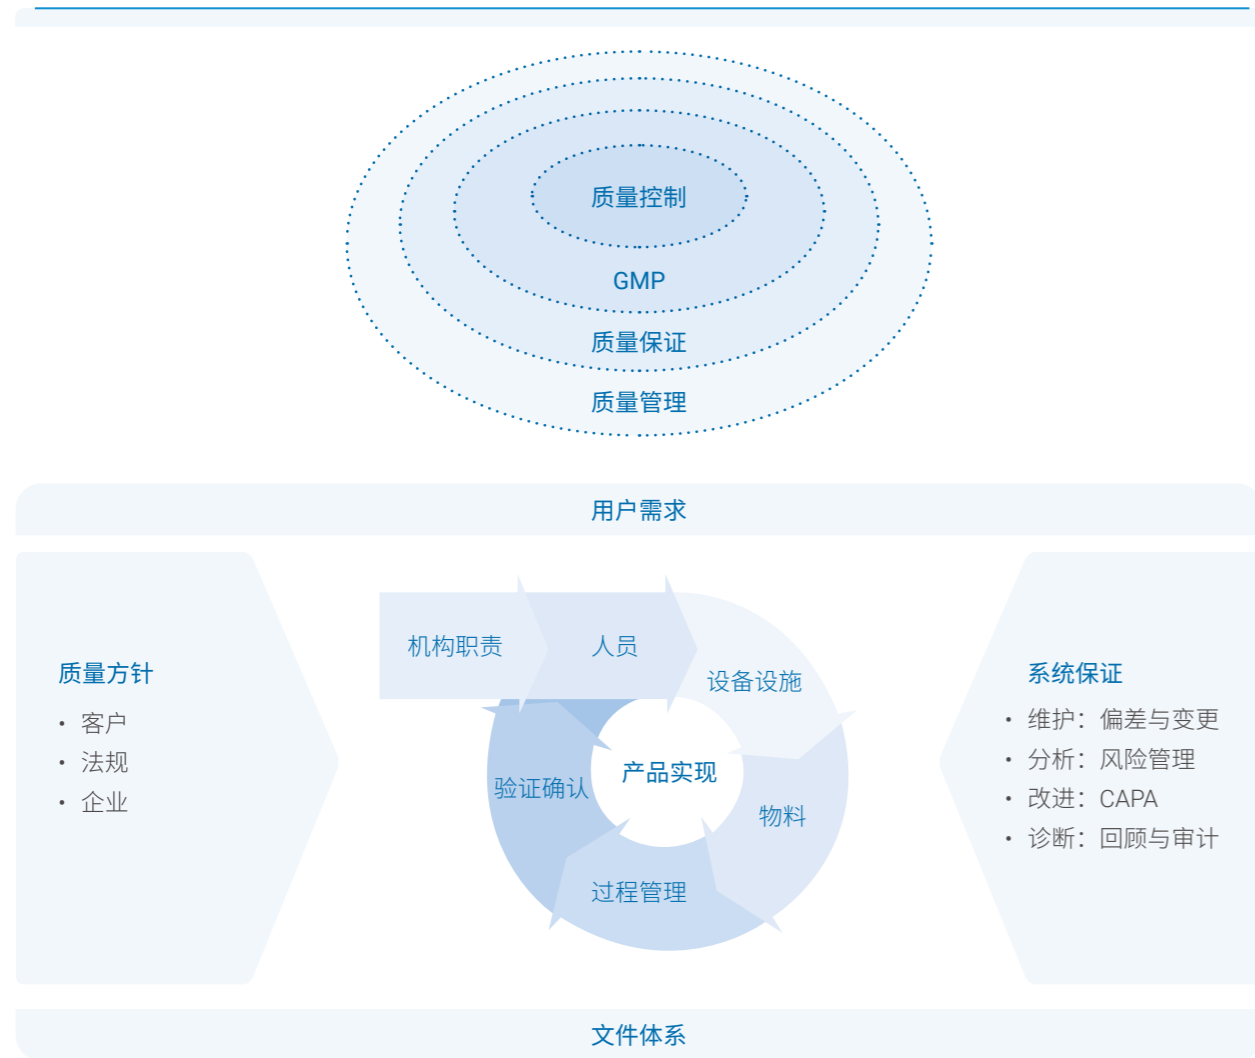 质量控制
GMP
质量保证
质量管理
用户需求
质量方针
• 客户
• 法规
• 企业
机构职责
人员
设备设施
物料
过程管理
验证确认
产品实现
系统保证
• 维护：偏差与变更
• 分析：风险管理
• 改进：CAPA
• 诊断：回顾与审计
文件体系